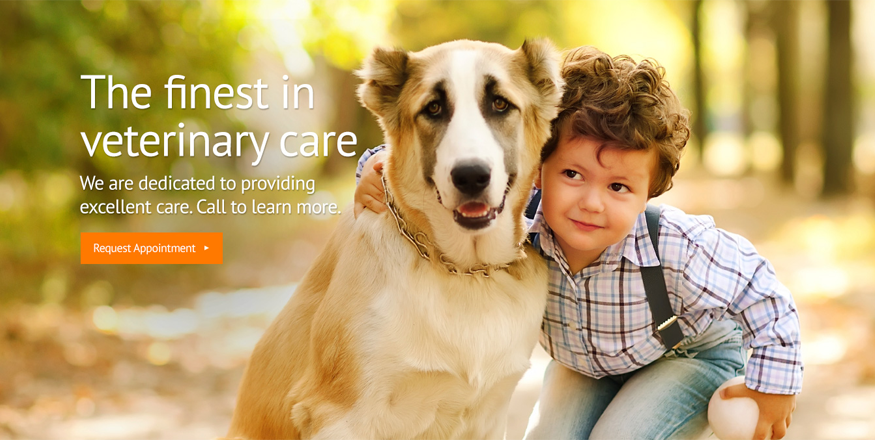 The finest in
veterinary care
We are dedicated to providing
excellent care. Call to learn more.
Request Appointment